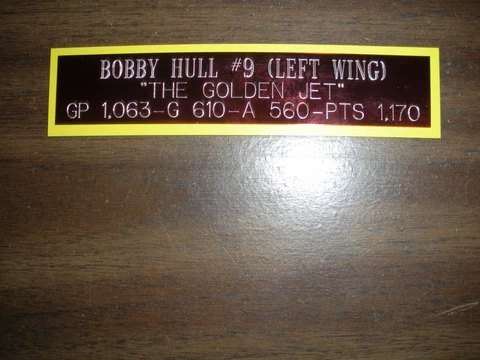 BOBBY HULL #9 (LEFT WING)
"THE GOLDEN JET"
GP 1,063-G 610-A 560-PTS 1,170